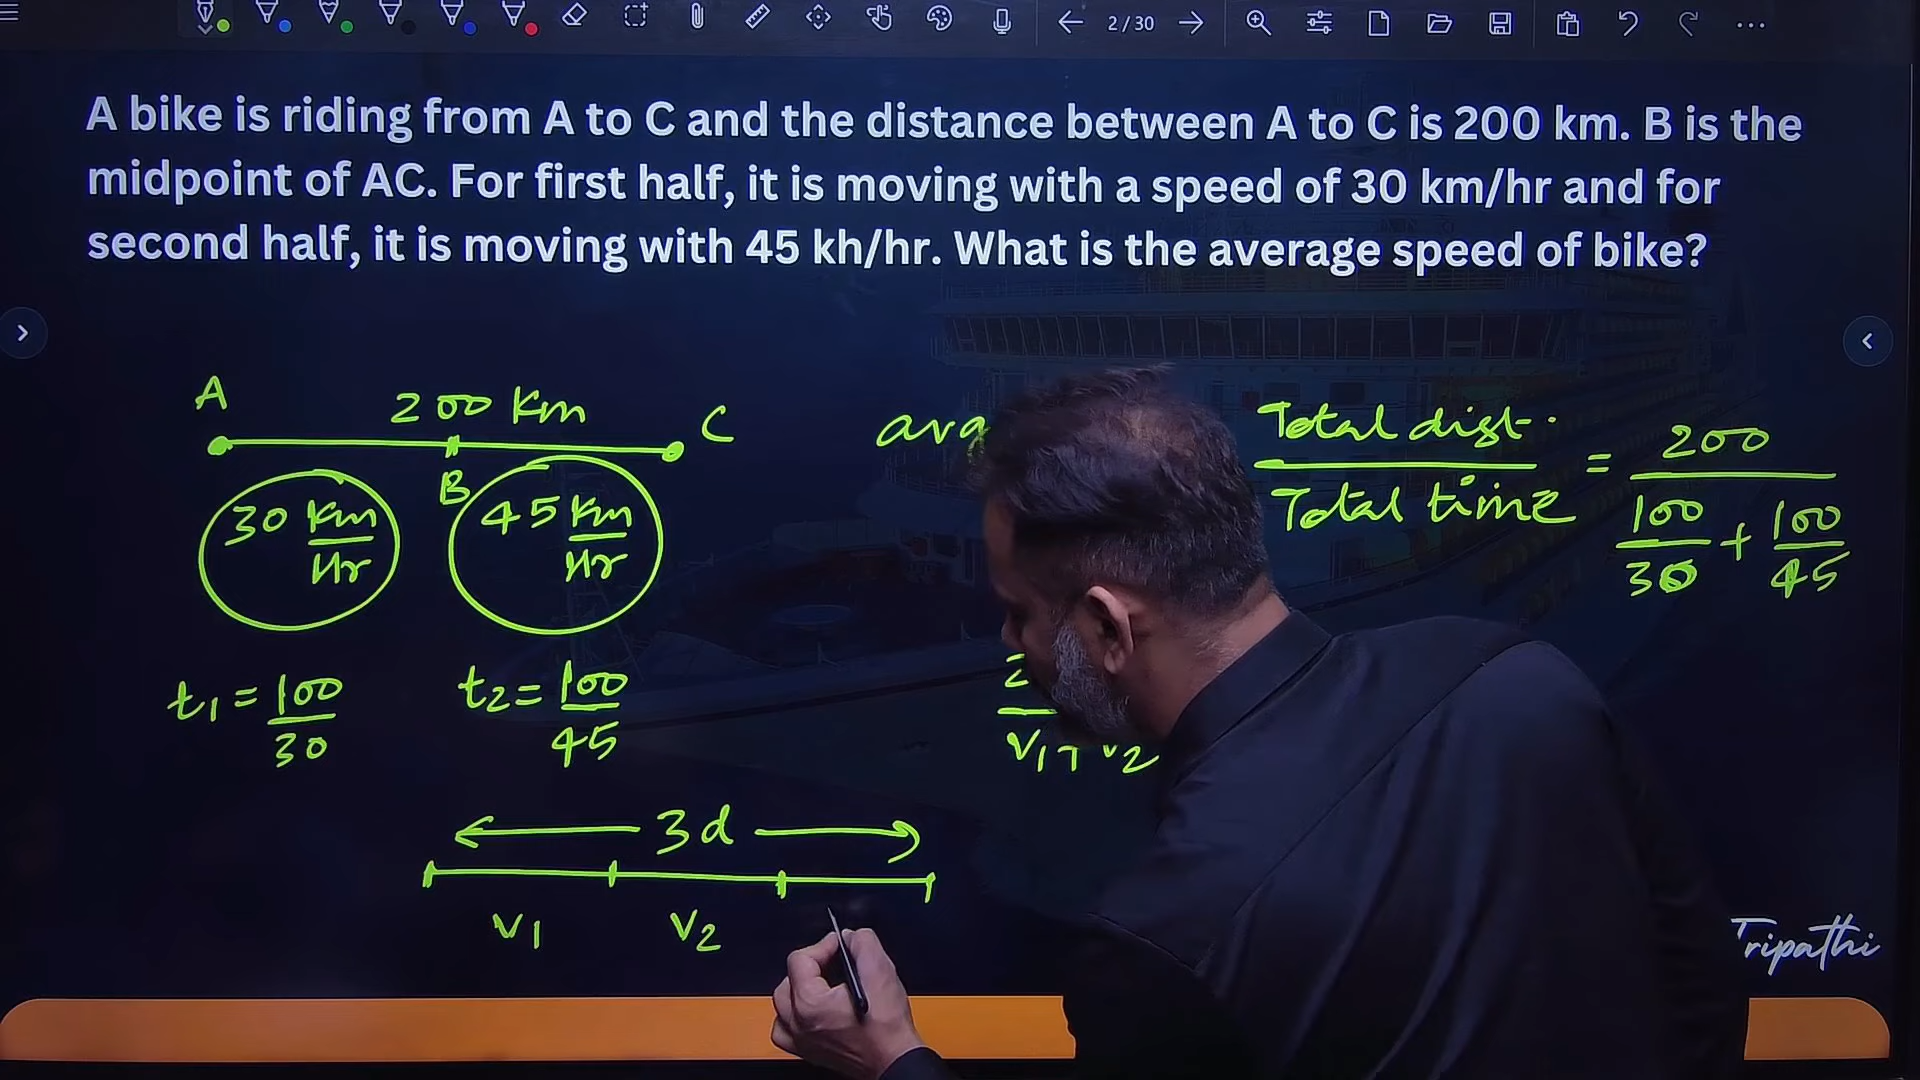 2 / 30
A bike is riding from A to C and the distance between A to C is 200 km. B is the
midpoint of AC. For first half, it is moving with a speed of 30 km/hr and for
second half, it is moving with 45 kh/hr. What is the average speed of bike?
A 200 Km C
B
30 Km/Hr 45 Km/Hr
Total dist. / Total time = 200 / (100/30 + 100/45)
t1 = 100/30 t2 = 100/45
V1 + V2
3d
V1 V2
Tripathi